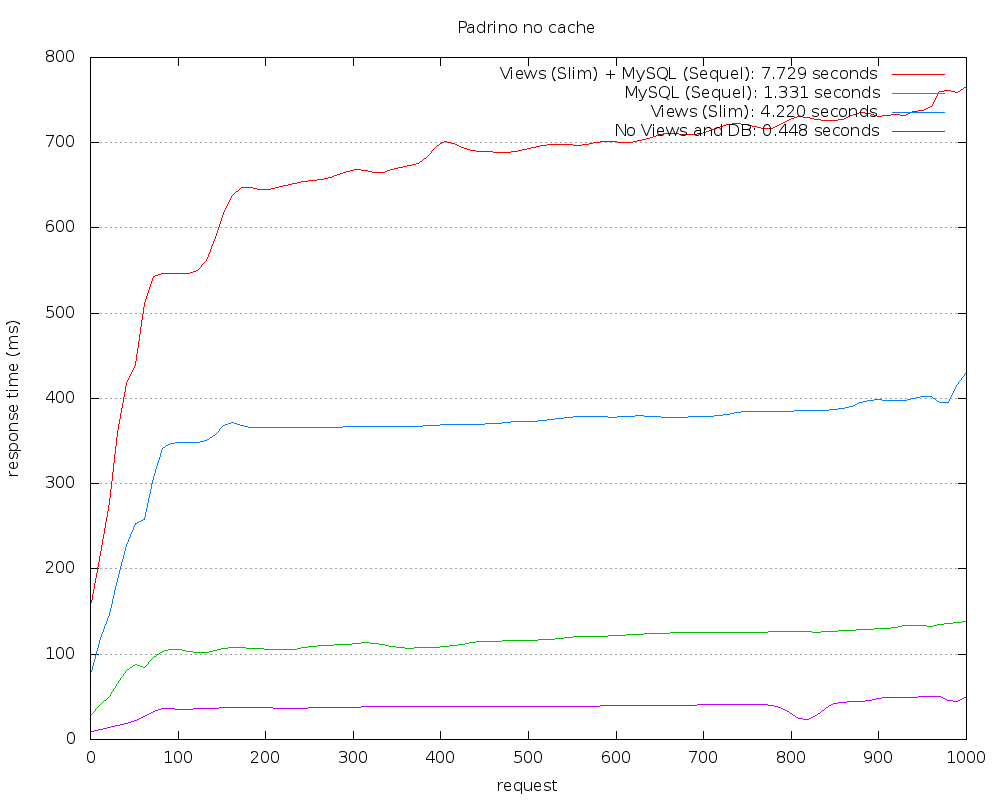 Padrino no cache
800
700
600
500
400
300
200
100
0
response time (ms)
Views (Slim) + MySQL (Sequel): 7.729 seconds
MySQL (Sequel): 1.331 seconds
Views (Slim): 4.220 seconds
No Views and DB: 0.448 seconds
0 100 200 300 400 500 600 700 800 900 1000
request